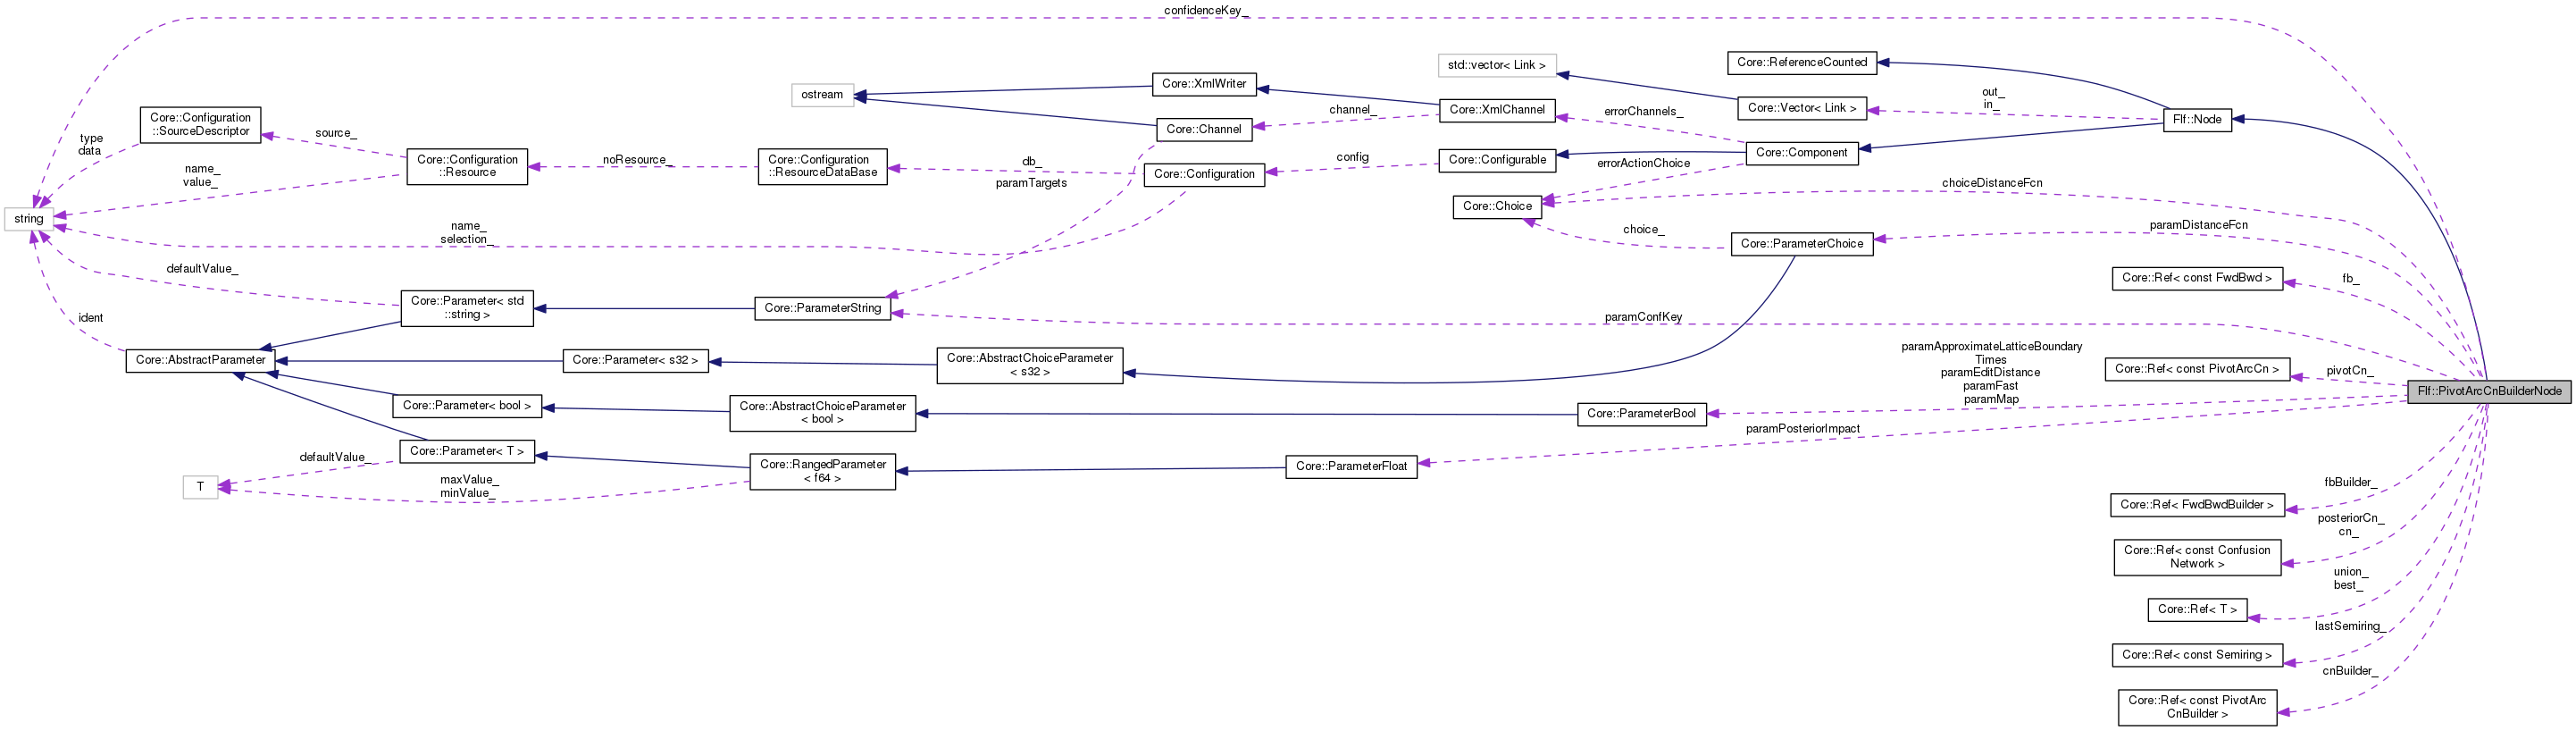 confidenceKey_
std::vector< Link >
Core::ReferenceCounted
ostream
Core::XmlWriter
out_
in_
Core::XmlChannel
Core::Vector< Link >
Flf::Node
channel_
errorChannels_
Core::Configuration
::SourceDescriptor
source_
type
data
Core::Channel
Core::Configuration
::Resource
noResource_
Core::Configuration
::ResourceDataBase
db_
paramTargets
Core::Configuration
config
Core::Configurable
errorActionChoice
Core::Component
name_
value_
choiceDistanceFcn
Core::Choice
string
name_
selection_
choice_
Core::ParameterChoice
paramDistanceFcn
defaultValue_
Core::Ref< const FwdBwd >
fb_
Core::Parameter< std
::string >
Core::ParameterString
ident
paramConfKey
Core::AbstractParameter
Core::Parameter< s32 >
Core::AbstractChoiceParameter
< s32 >
paramApproximateLatticeBoundary
Times
paramEditDistance
paramFast
paramMap
Core::Ref< const PivotArcCn >
pivotCn_
Flf::PivotArcCnBuilderNode
Core::Parameter< bool >
Core::AbstractChoiceParameter
< bool >
Core::ParameterBool
paramPosteriorImpact
Core::Parameter< T >
defaultValue_
T
maxValue_
minValue_
Core::RangedParameter
< f64 >
Core::ParameterFloat
fbBuilder_
Core::Ref< FwdBwdBuilder >
posteriorCn_
cn_
Core::Ref< const Confusion
Network >
union_
best_
Core::Ref< T >
lastSemiring_
Core::Ref< const Semiring >
cnBuilder_
Core::Ref< const PivotArc
CnBuilder >